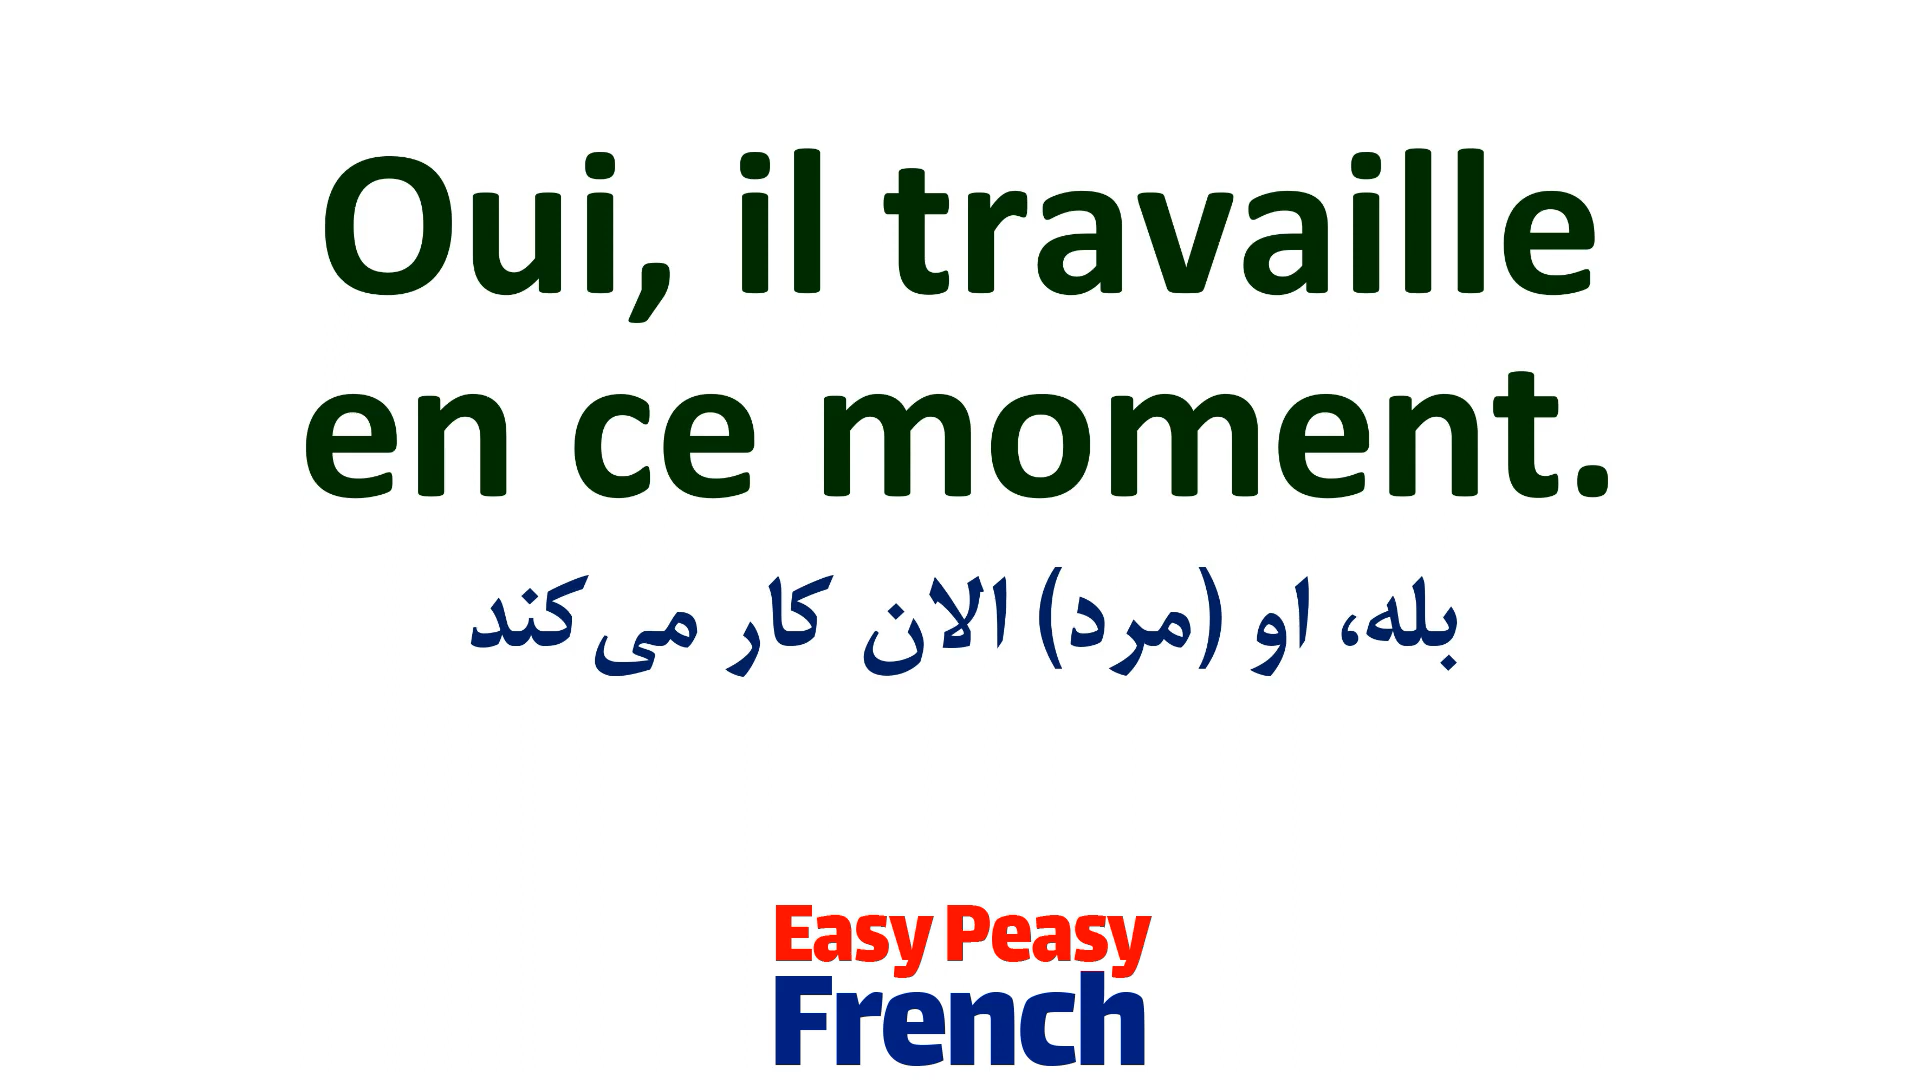 Oui, il travaille
en ce moment.
بله، او (مرد) الان کار می‌کند
Easy Peasy
French